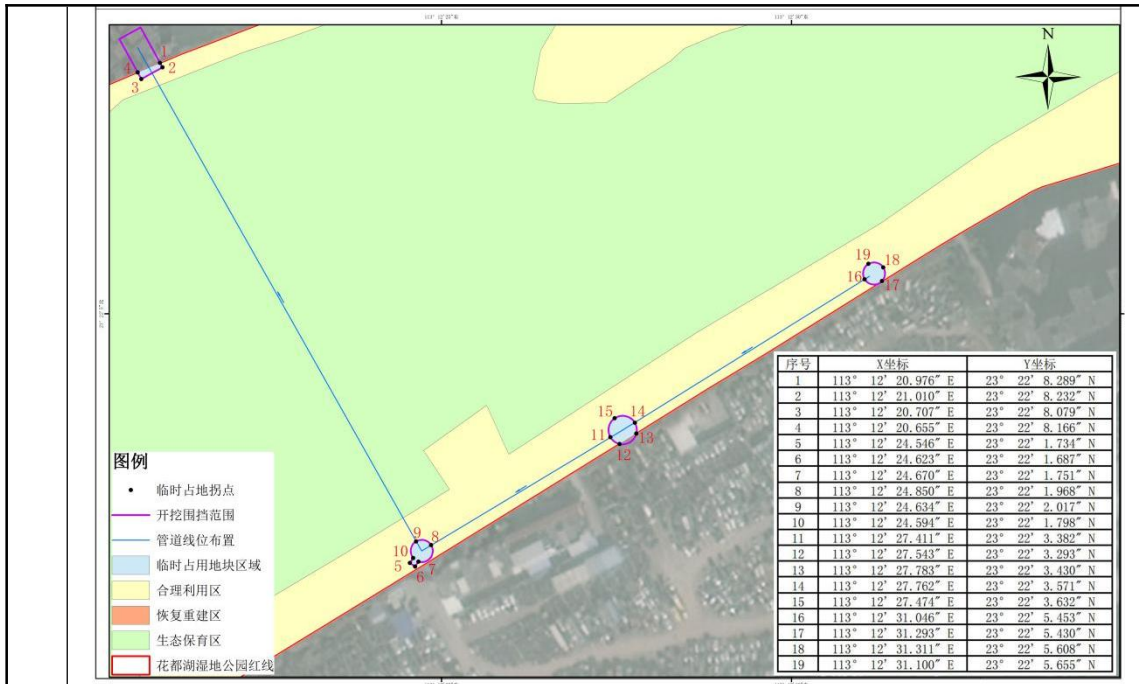 N
1
2
3
4
19
18
16
17
15
14
11
13
12
9
8
10
5
7
6
图例
临时占地拐点
开挖围挡范围
管道线位布置
临时占用地块区域
合理利用区
恢复重建区
生态保育区
花都湖湿地公园红线
序号 X坐标 Y坐标
1 113° 12′ 20.976″ E 23° 22′ 8.289″ N
2 113° 12′ 21.010″ E 23° 22′ 8.232″ N
3 113° 12′ 20.707″ E 23° 22′ 8.079″ N
4 113° 12′ 20.655″ E 23° 22′ 8.166″ N
5 113° 12′ 24.546″ E 23° 22′ 1.734″ N
6 113° 12′ 24.623″ E 23° 22′ 1.687″ N
7 113° 12′ 24.670″ E 23° 22′ 1.751″ N
8 113° 12′ 24.850″ E 23° 22′ 1.968″ N
9 113° 12′ 24.634″ E 23° 22′ 2.017″ N
10 113° 12′ 24.594″ E 23° 22′ 1.798″ N
11 113° 12′ 27.411″ E 23° 22′ 3.382″ N
12 113° 12′ 27.543″ E 23° 22′ 3.293″ N
13 113° 12′ 27.783″ E 23° 22′ 3.430″ N
14 113° 12′ 27.762″ E 23° 22′ 3.571″ N
15 113° 12′ 27.474″ E 23° 22′ 3.632″ N
16 113° 12′ 31.046″ E 23° 22′ 5.453″ N
17 113° 12′ 31.293″ E 23° 22′ 5.430″ N
18 113° 12′ 31.311″ E 23° 22′ 5.608″ N
19 113° 12′ 31.100″ E 23° 22′ 5.655″ N